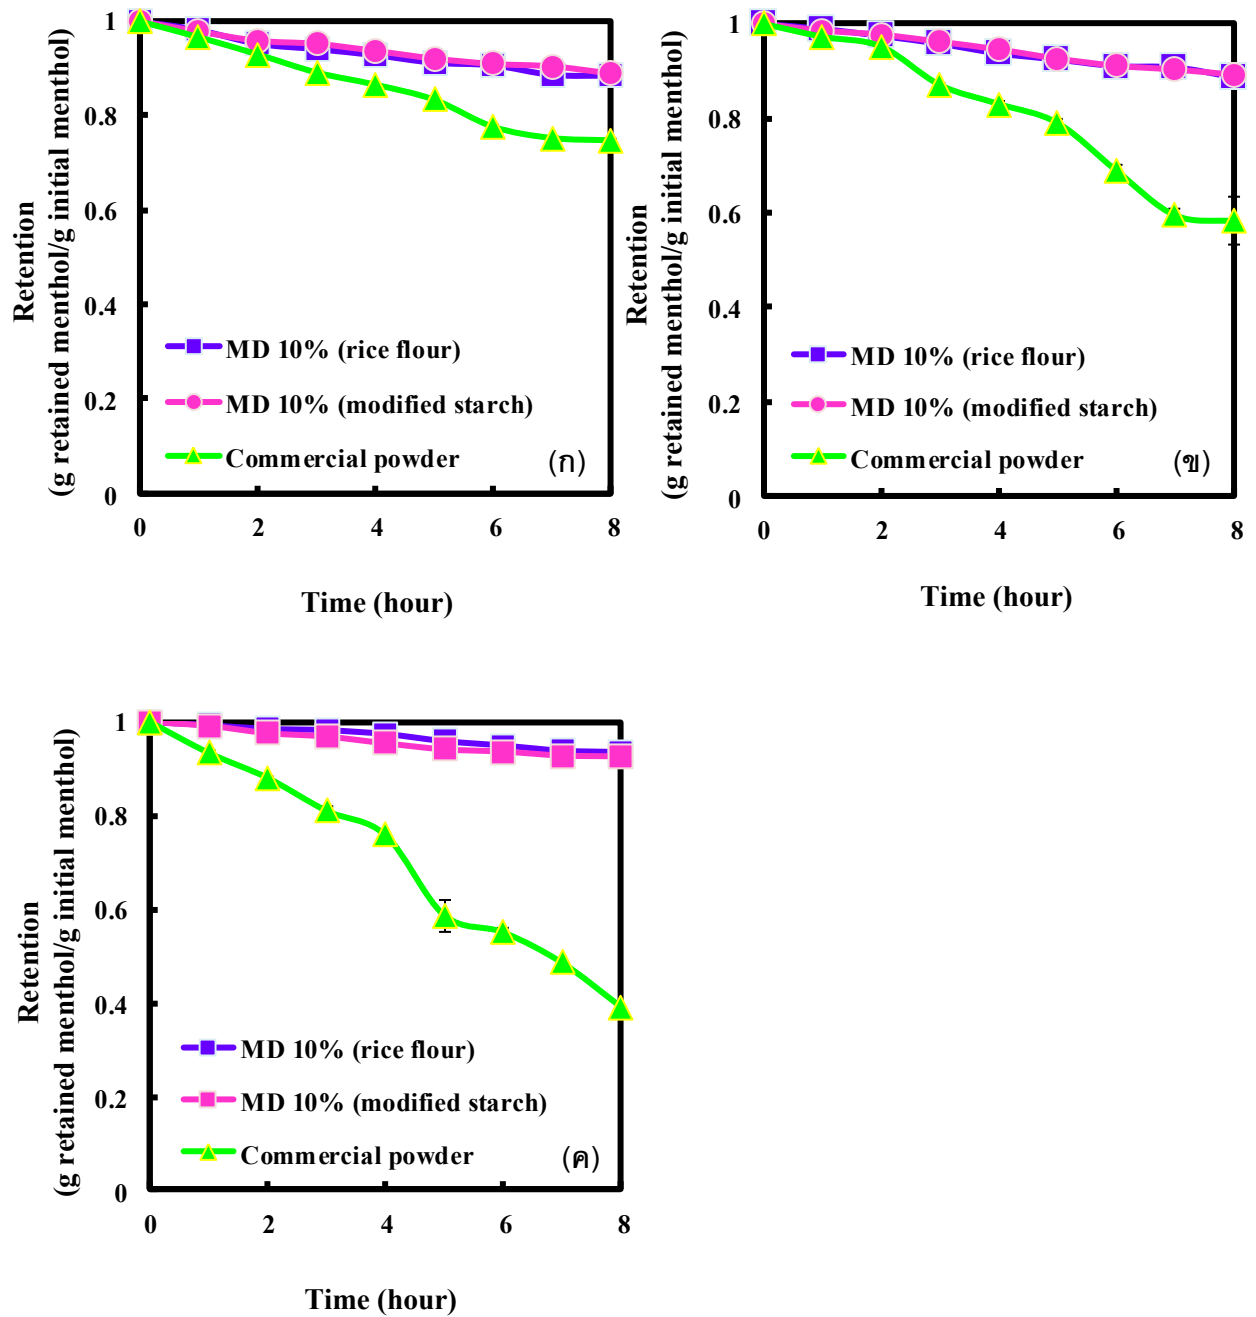 Retention
(g retained menthol/g initial menthol)
1
0.8
0.6
0.4
0.2
0
MD 10% (rice flour)
MD 10% (modified starch)
Commercial powder
(ก)
0 2 4 6 8
Time (hour)
Retention
(g retained menthol/g initial menthol)
1
0.8
0.6
0.4
0.2
0
MD 10% (rice flour)
MD 10% (modified starch)
Commercial powder
(ข)
0 2 4 6 8
Time (hour)
Retention
(g retained menthol/g initial menthol)
1
0.8
0.6
0.4
0.2
0
MD 10% (rice flour)
MD 10% (modified starch)
Commercial powder
(ค)
0 2 4 6 8
Time (hour)